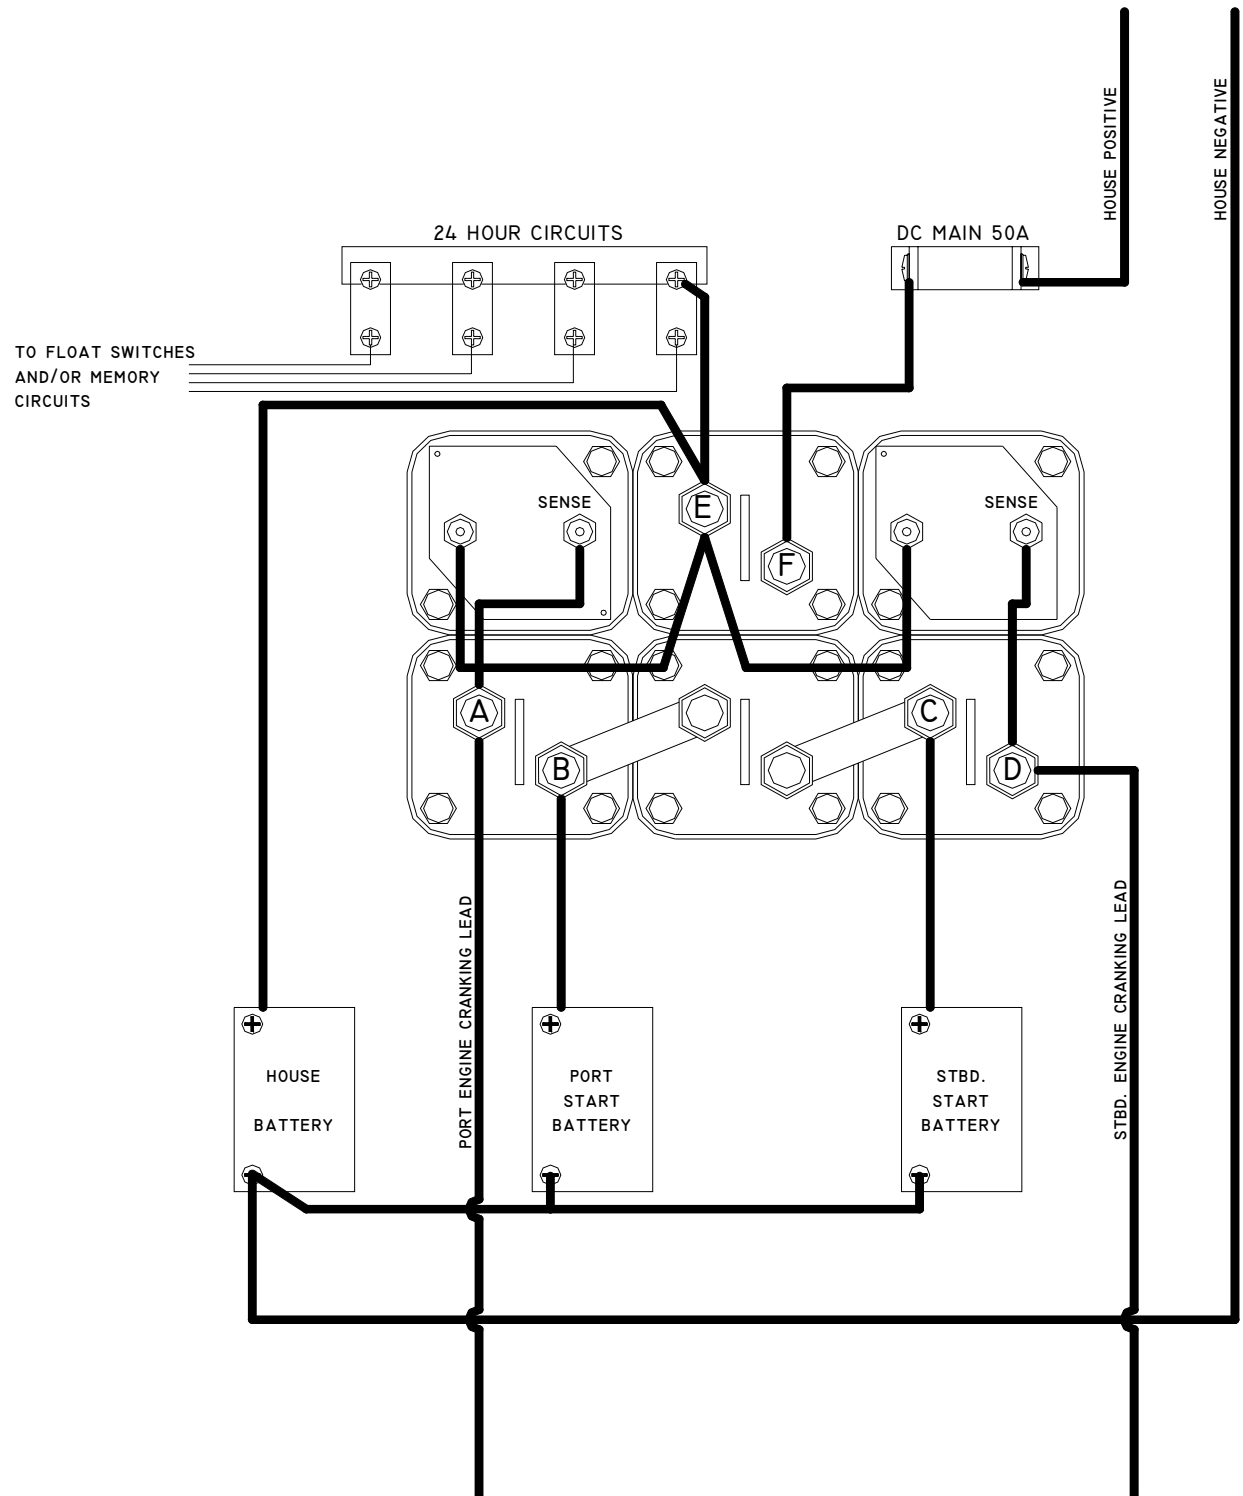 HOUSE POSITIVE
HOUSE NEGATIVE
24 HOUR CIRCUITS
DC MAIN 50A
TO FLOAT SWITCHES
AND/OR MEMORY
CIRCUITS
SENSE
E
SENSE
F
A
C
B
D
PORT ENGINE CRANKING LEAD
STBD. ENGINE CRANKING LEAD
HOUSE
BATTERY
PORT
START
BATTERY
STBD.
START
BATTERY